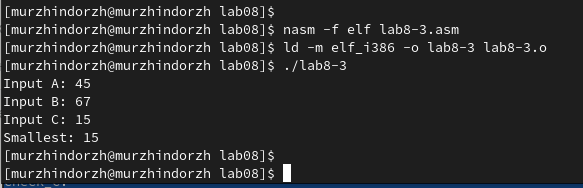 [murzhindorzh@murzhindorzh lab08]$
[murzhindorzh@murzhindorzh lab08]$ nasm -f elf lab8-3.asm
[murzhindorzh@murzhindorzh lab08]$ ld -m elf_i386 -o lab8-3 lab8-3.o
[murzhindorzh@murzhindorzh lab08]$ ./lab8-3
Input A: 45
Input B: 67
Input C: 15
Smallest: 15
[murzhindorzh@murzhindorzh lab08]$
[murzhindorzh@murzhindorzh lab08]$